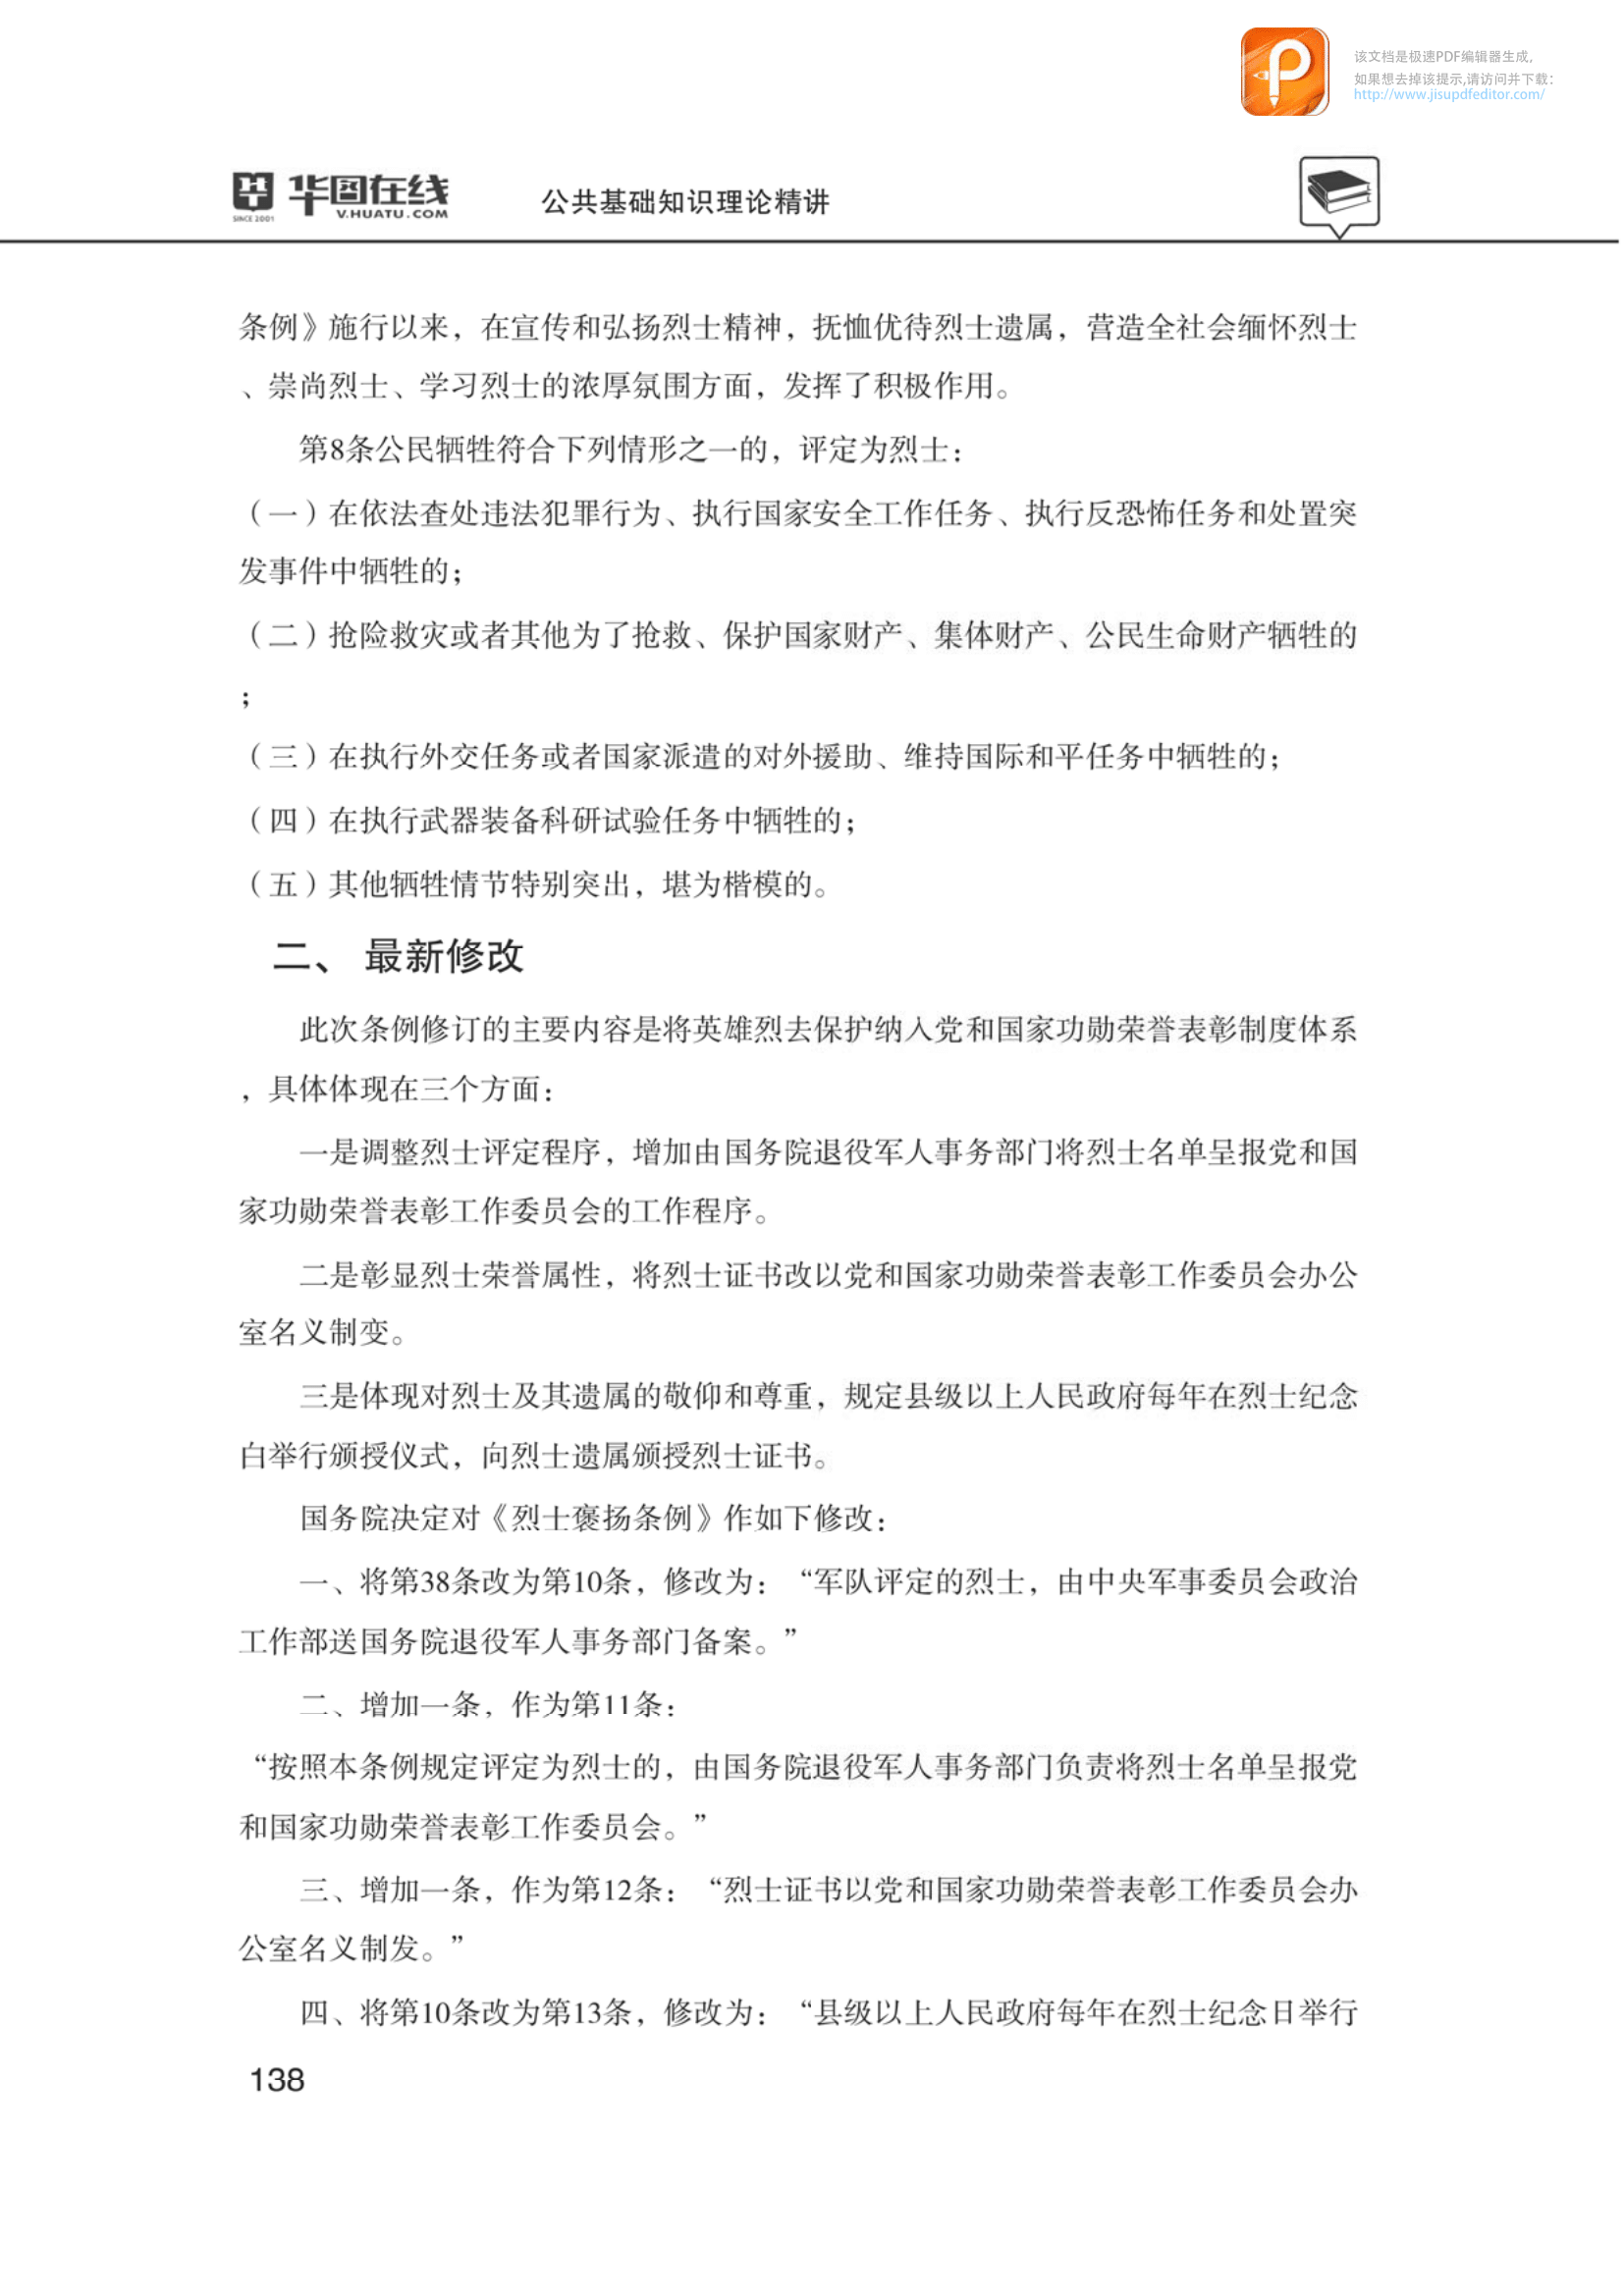 该文档是极速PDF编辑器生成,
如果想去掉该提示,请访问并下载:
http://www.jisupdfeditor.com/
华图在线
SINCE 2001
V.HUATU.COM
公共基础知识理论精讲
条例》施行以来，在宣传和弘扬烈士精神，抚恤优待烈士遗属，营造全社会缅怀烈士
、崇尚烈士、学习烈士的浓厚氛围方面，发挥了积极作用。
第8条公民牺牲符合下列情形之一的，评定为烈士：
（一）在依法查处违法犯罪行为、执行国家安全工作任务、执行反恐怖任务和处置突
发事件中牺牲的；
（二）抢险救灾或者其他为了抢救、保护国家财产、集体财产、公民生命财产牺牲的
；
（三）在执行外交任务或者国家派遣的对外援助、维持国际和平任务中牺牲的；
（四）在执行武器装备科研试验任务中牺牲的；
（五）其他牺牲情节特别突出，堪为楷模的。
二、 最新修改
此次条例修订的主要内容是将英雄烈去保护纳入党和国家功勋荣誉表彰制度体系
，具体体现在三个方面：
一是调整烈士评定程序，增加由国务院退役军人事务部门将烈士名单呈报党和国
家功勋荣誉表彰工作委员会的工作程序。
二是彰显烈士荣誉属性，将烈士证书改以党和国家功勋荣誉表彰工作委员会办公
室名义制变。
三是体现对烈士及其遗属的敬仰和尊重，规定县级以上人民政府每年在烈士纪念
白举行颁授仪式，向烈士遗属颁授烈士证书。
国务院决定对《烈士褒扬条例》作如下修改：
一、将第38条改为第10条，修改为：“军队评定的烈士，由中央军事委员会政治
工作部送国务院退役军人事务部门备案。”
二、增加一条，作为第11条：
“按照本条例规定评定为烈士的，由国务院退役军人事务部门负责将烈士名单呈报党
和国家功勋荣誉表彰工作委员会。”
三、增加一条，作为第12条：“烈士证书以党和国家功勋荣誉表彰工作委员会办
公室名义制发。”
四、将第10条改为第13条，修改为：“县级以上人民政府每年在烈士纪念日举行
138